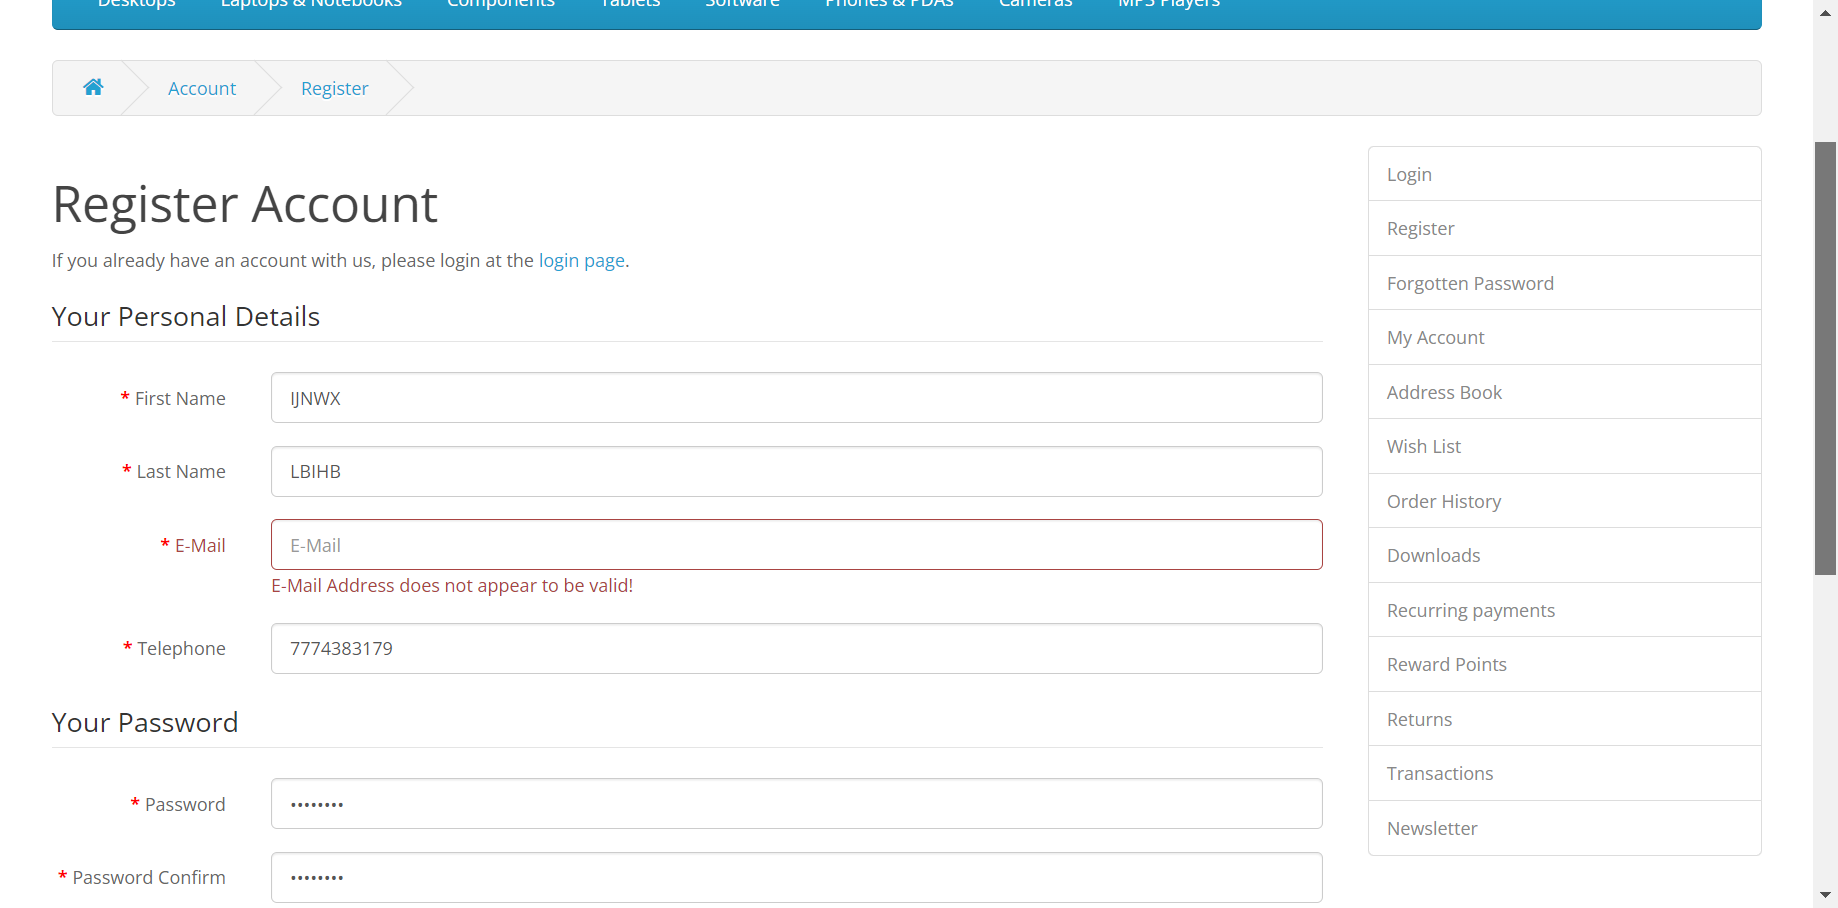 Desktops Laptops & Notebooks Components Tablets Software Phones & PDAs Cameras MP3 Players
Account Register
Register Account
If you already have an account with us, please login at the login page.
Your Personal Details
* First Name IJNWX
* Last Name LBIHB
* E-Mail E-Mail
E-Mail Address does not appear to be valid!
* Telephone 7774383179
Your Password
* Password ••••••••
* Password Confirm ••••••••
Login
Register
Forgotten Password
My Account
Address Book
Wish List
Order History
Downloads
Recurring payments
Reward Points
Returns
Transactions
Newsletter